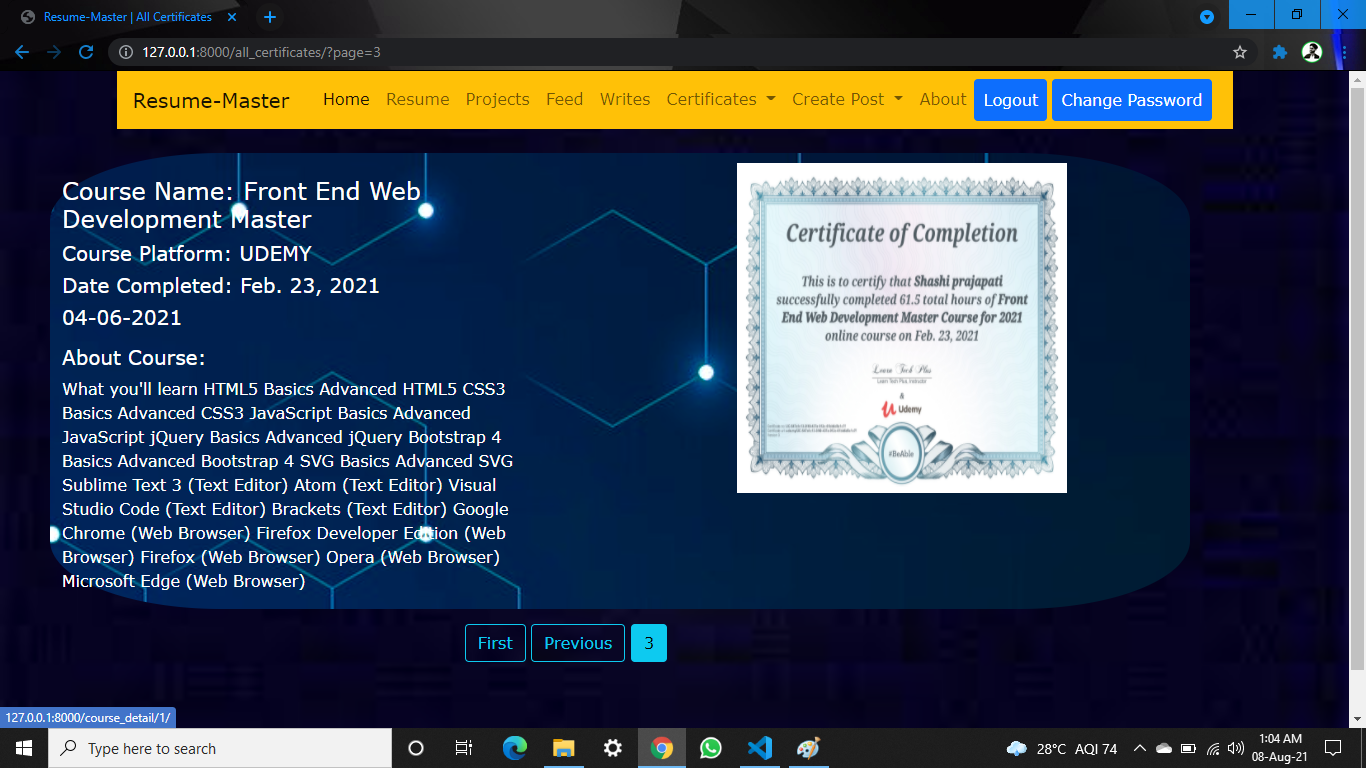 Resume-Master | All Certificates
127.0.0.1:8000/all_certificates/?page=3
Resume-Master Home Resume Projects Feed Writes Certificates Create Post About Logout Change Password
Course Name: Front End Web
Development Master
Course Platform: UDEMY
Date Completed: Feb. 23, 2021
04-06-2021
About Course:
What you'll learn HTML5 Basics Advanced HTML5 CSS3
Basics Advanced CSS3 JavaScript Basics Advanced
JavaScript jQuery Basics Advanced jQuery Bootstrap 4
Basics Advanced Bootstrap 4 SVG Basics Advanced SVG
Sublime Text 3 (Text Editor) Atom (Text Editor) Visual
Studio Code (Text Editor) Brackets (Text Editor) Google
Chrome (Web Browser) Firefox Developer Edition (Web
Browser) Firefox (Web Browser) Opera (Web Browser)
Microsoft Edge (Web Browser)
Certificate of Completion
This is to certify that Shashi prajapati
successfully completed 61.5 total hours of Front
End Web Development Master Course for 2021
online course on Feb. 23, 2021
Learn Tech Plus
Learn Tech Plus, Instructor
&
Udemy
#BeAble
First Previous 3
127.0.0.1:8000/course_detail/1/
Type here to search
28°C AQI 74
1:04 AM
08-Aug-21